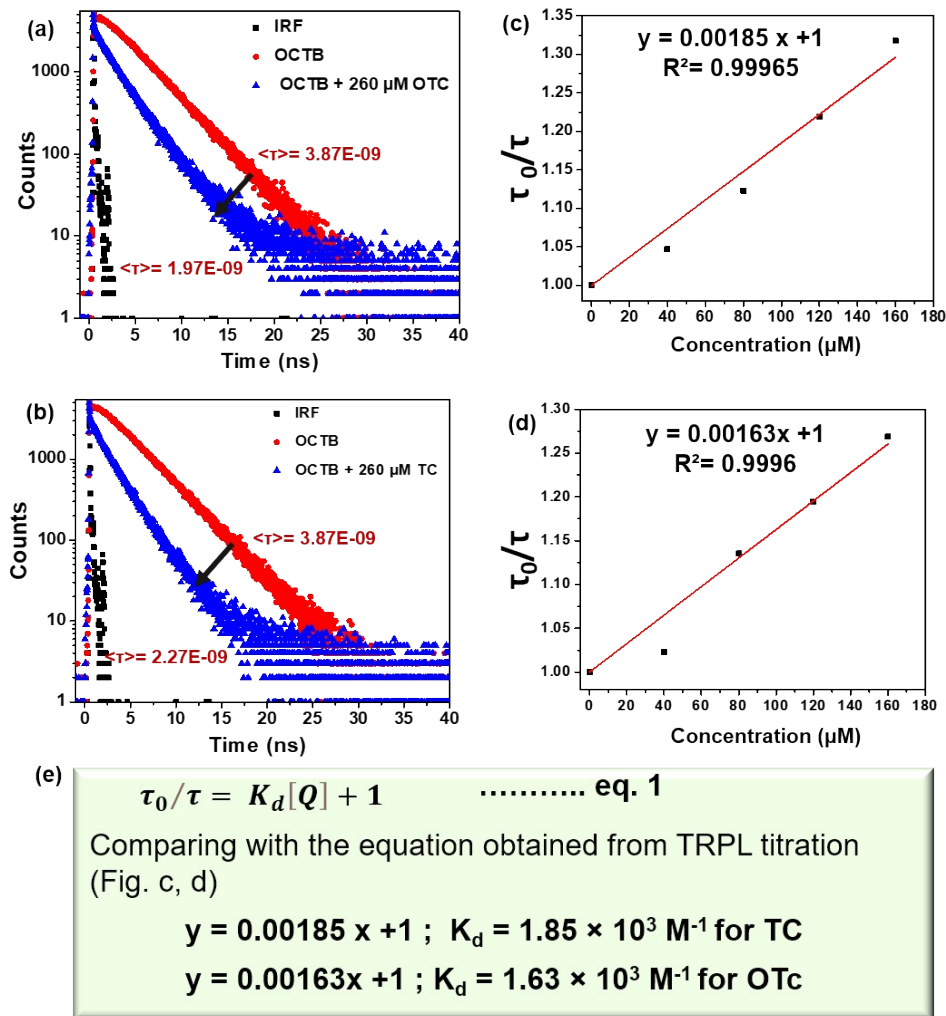 (a)
IRF
OCTB
OCTB + 260 µM OTC
<τ>= 3.87E-09
<τ>= 1.97E-09
Counts
1000
100
10
1
0 5 10 15 20 25 30 35 40
Time (ns)
(c)
y = 0.00185 x +1
R²= 0.99965
τ0/τ
1.35
1.30
1.25
1.20
1.15
1.10
1.05
1.00
0 20 40 60 80 100 120 140 160 180
Concentration (µM)
(b)
IRF
OCTB
OCTB + 260 µM TC
<τ>= 3.87E-09
<τ>= 2.27E-09
Counts
1000
100
10
1
0 5 10 15 20 25 30 35 40
Time (ns)
(d)
y = 0.00163x +1
R²= 0.9996
τ0/τ
1.30
1.25
1.20
1.15
1.10
1.05
1.00
0 20 40 60 80 100 120 140 160 180
Concentration (µM)
(e)
τ0/τ = Kd[Q] + 1 ........... eq. 1
Comparing with the equation obtained from TRPL titration
(Fig. c, d)
y = 0.00185 x +1 ; Kd = 1.85 × 10³ M-1 for TC
y = 0.00163x +1 ; Kd = 1.63 × 10³ M-1 for OTc